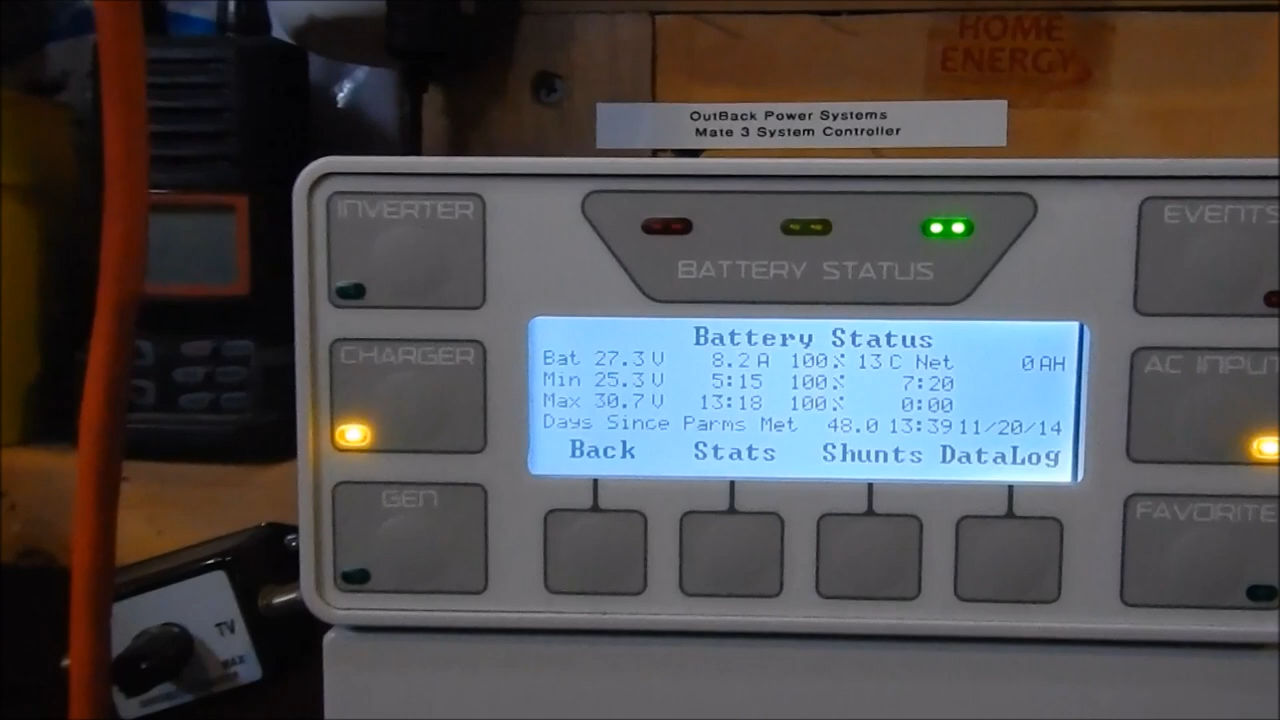 HOME
ENERGY
OutBack Power Systems
Mate 3 System Controller
INVERTER
EVENTS
BATTERY STATUS
Battery Status
CHARGER
Bat 27.3 V 8.2 A 100% 13 C Net 0 AH
AC INPUT
Min 25.3 V 5:15 100% 7:20
Max 30.7 V 13:18 100% 0:00
Days Since Parms Met 48.0 13:39 11/20/14
Back Stats Shunts DataLog
GEN
FAVORITE
TV
MAX